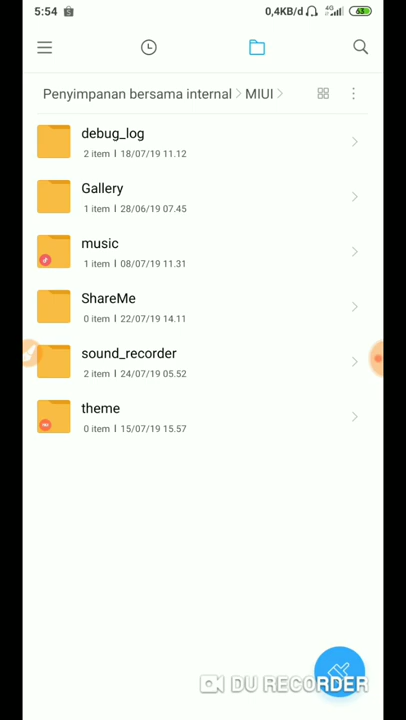 5:54 0,4KB/d 4G 63
Penyimpanan bersama internal MIUI
debug_log
2 item | 18/07/19 11.12
Gallery
1 item | 28/06/19 07.45
music
1 item | 08/07/19 11.31
ShareMe
0 item | 22/07/19 14.11
sound_recorder
2 item | 24/07/19 05.52
theme
0 item | 15/07/19 15.57
DU RECORDER